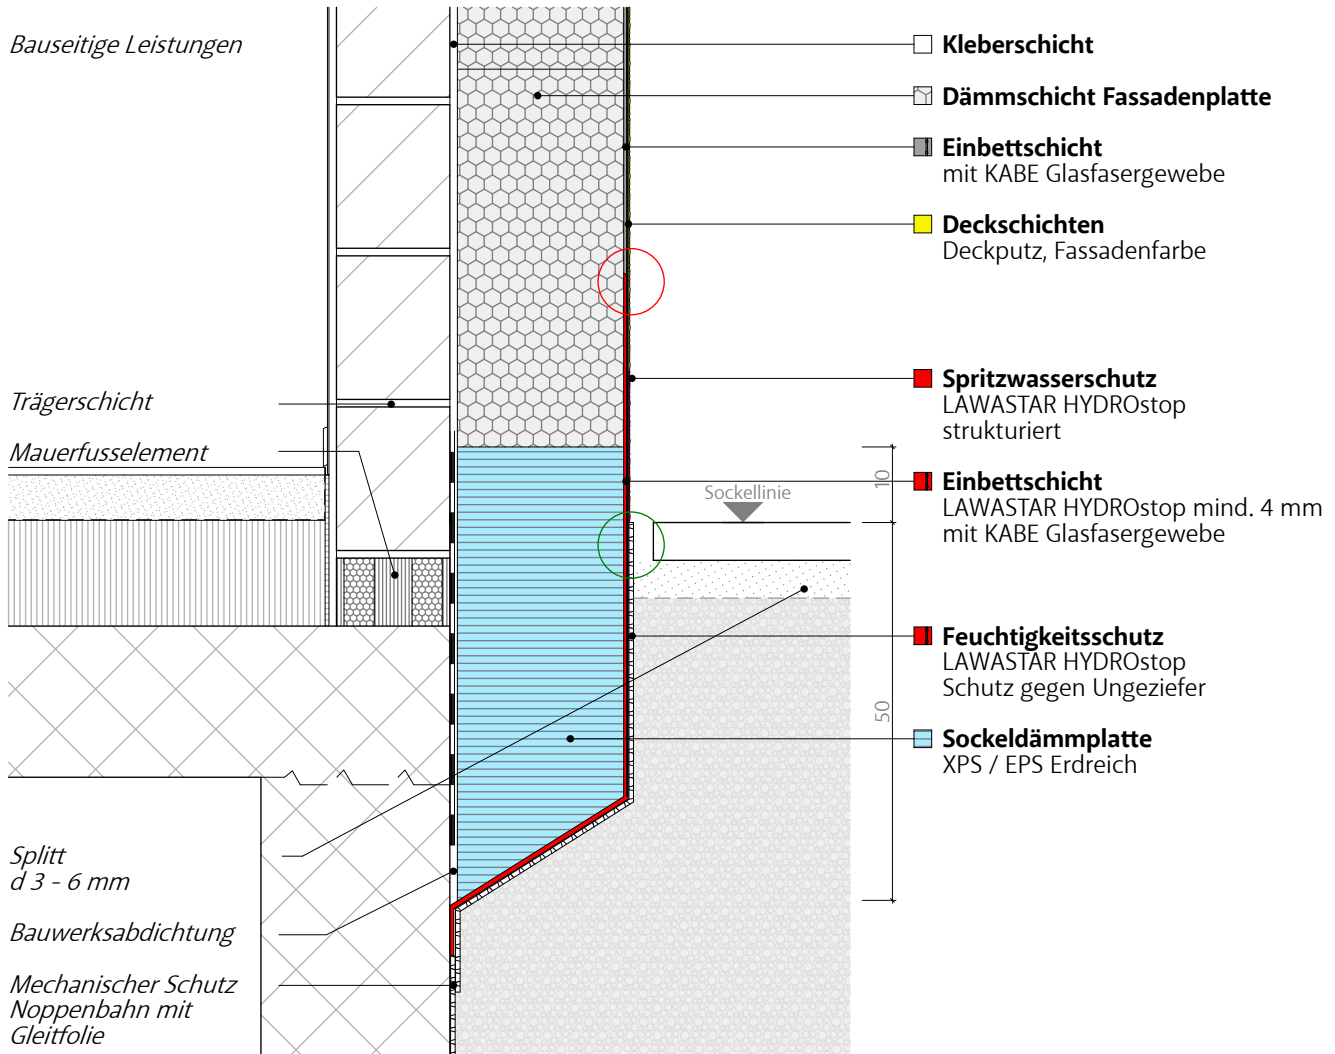 Bauseitige Leistungen
Trägerschicht
Mauerfusselement
Splitt
d 3 - 6 mm
Bauwerksabdichtung
Mechanischer Schutz
Noppenbahn mit
Gleitfolie
Sockellinie
10
50
Kleberschicht
Dämmschicht Fassadenplatte
Einbettschicht
mit KABE Glasfasergewebe
Deckschichten
Deckputz, Fassadenfarbe
Spritzwasserschutz
LAWASTAR HYDROstop
strukturiert
Einbettschicht
LAWASTAR HYDROstop mind. 4 mm
mit KABE Glasfasergewebe
Feuchtigkeitsschutz
LAWASTAR HYDROstop
Schutz gegen Ungeziefer
Sockeldämmplatte
XPS / EPS Erdreich